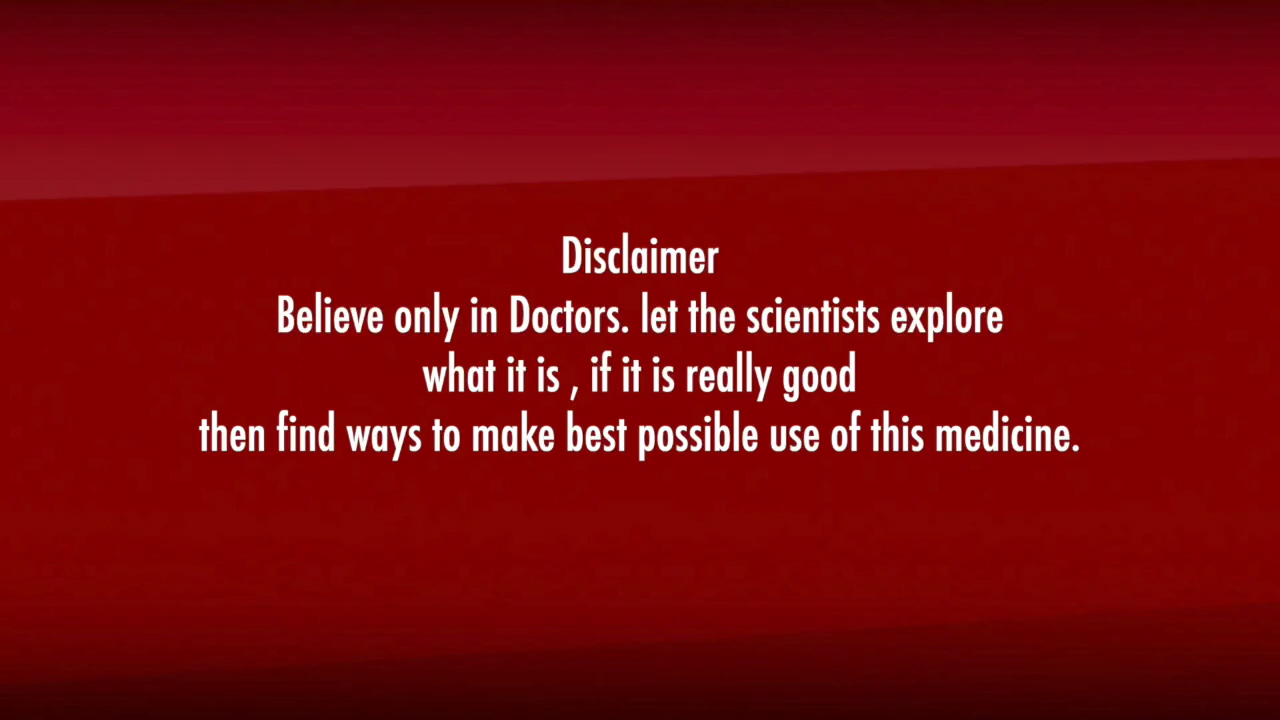 Disclaimer
Believe only in Doctors. let the scientists explore
what it is , if it is really good
then find ways to make best possible use of this medicine.